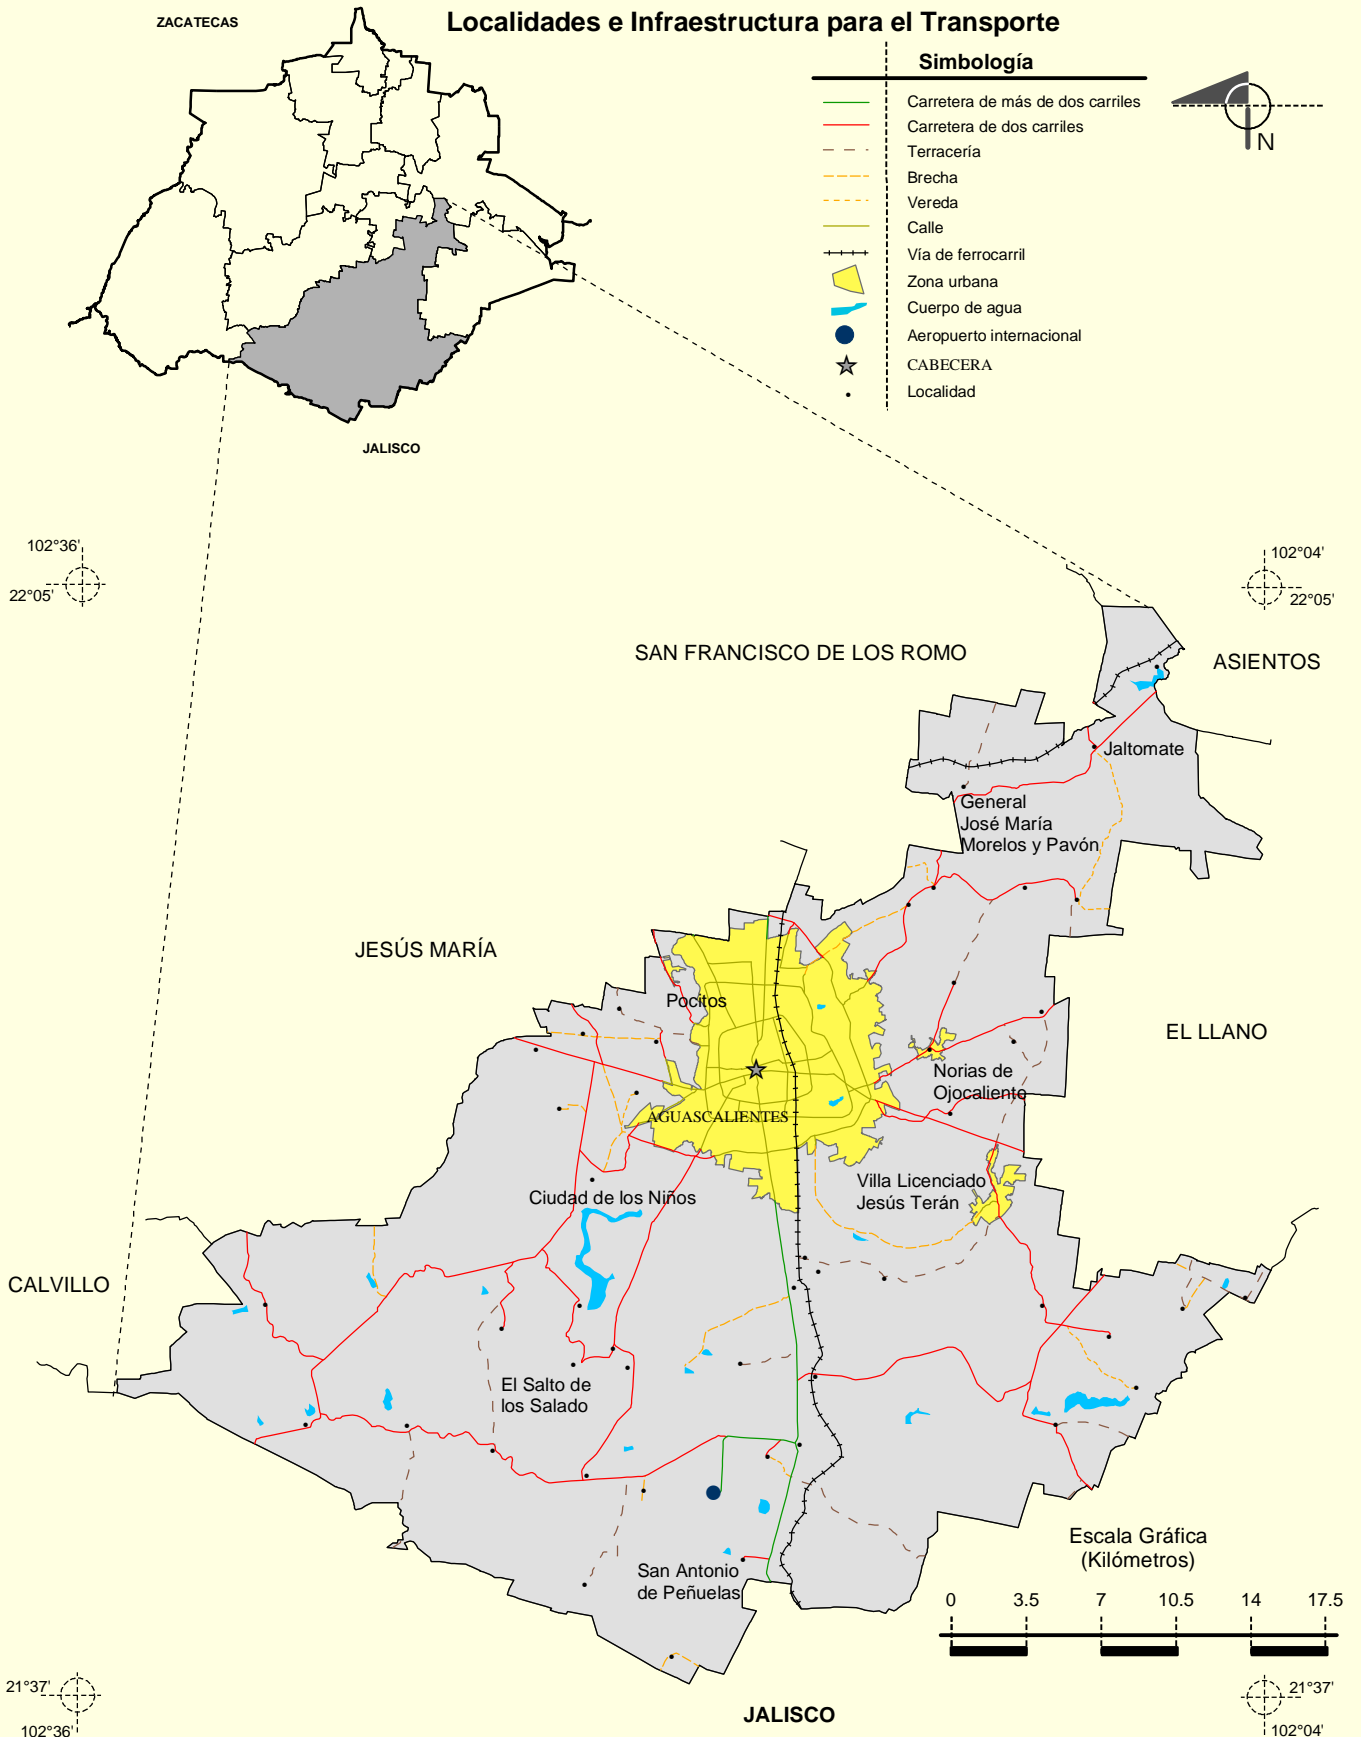 Localidades e Infraestructura para el Transporte
ZACATECAS
Simbología
Carretera de más de dos carriles
Carretera de dos carriles
Terracería
Brecha
Vereda
Calle
Vía de ferrocarril
Zona urbana
Cuerpo de agua
Aeropuerto internacional
CABECERA
Localidad
N
JALISCO
102°36'
22°05'
102°04'
22°05'
SAN FRANCISCO DE LOS ROMO
ASIENTOS
Jaltomate
General
José María
Morelos y Pavón
JESÚS MARÍA
Pocitos
EL LLANO
Norias de
Ojocaliente
AGUASCALIENTES
Villa Licenciado
Jesús Terán
Ciudad de los Niños
CALVILLO
El Salto de
los Salado
San Antonio
de Peñuelas
Escala Gráfica
(Kilómetros)
0 3.5 7 10.5 14 17.5
21°37'
102°36'
JALISCO
21°37'
102°04'